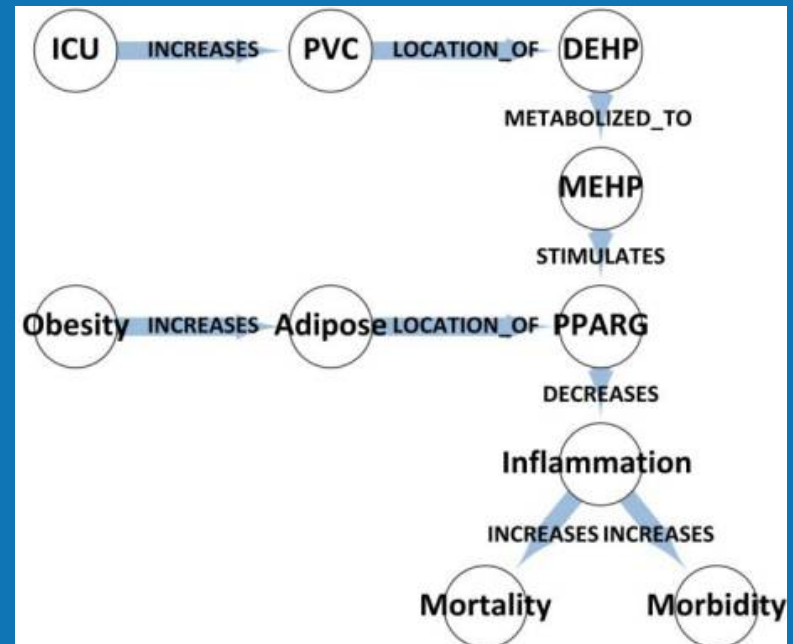 ICU INCREASES PVC LOCATION_OF DEHP
METABOLIZED_TO
MEHP
STIMULATES
Obesity INCREASES Adipose LOCATION_OF PPARG
DECREASES
Inflammation
INCREASES INCREASES
Mortality Morbidity